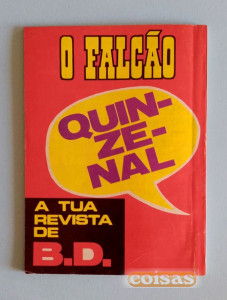 O FALCÃO
QUIN-
ZE-
NAL
A TUA
REVISTA
DE
B.D.
coisas